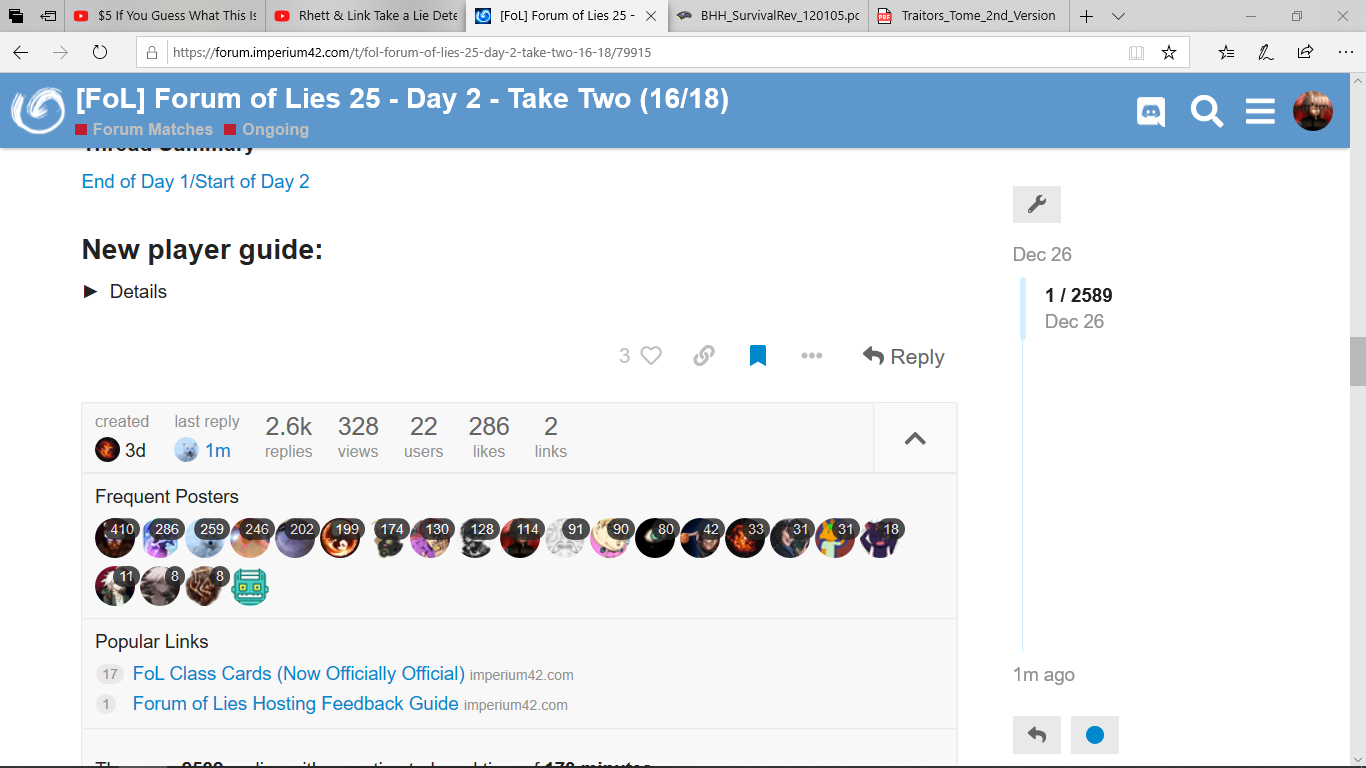 $5 If You Guess What This Is
Rhett & Link Take a Lie Dete
[FoL] Forum of Lies 25 -
BHH_SurvivalRev_120105.pd
Traitors_Tome_2nd_Version
https://forum.imperium42.com/t/fol-forum-of-lies-25-day-2-take-two-16-18/79915
[FoL] Forum of Lies 25 - Day 2 - Take Two (16/18)
Forum Matches Ongoing
Thread Summary
End of Day 1/Start of Day 2
New player guide:
Details
Dec 26
1 / 2589
Dec 26
3
Reply
created last reply 2.6k 328 22 286 2
3d 1m replies views users likes links
Frequent Posters
410 286 259 246 202 199 174 130 128 114 91 90 80 42 33 31 31 18
11 8 8
Popular Links
17 FoL Class Cards (Now Officially Official) imperium42.com
1 Forum of Lies Hosting Feedback Guide imperium42.com
1m ago